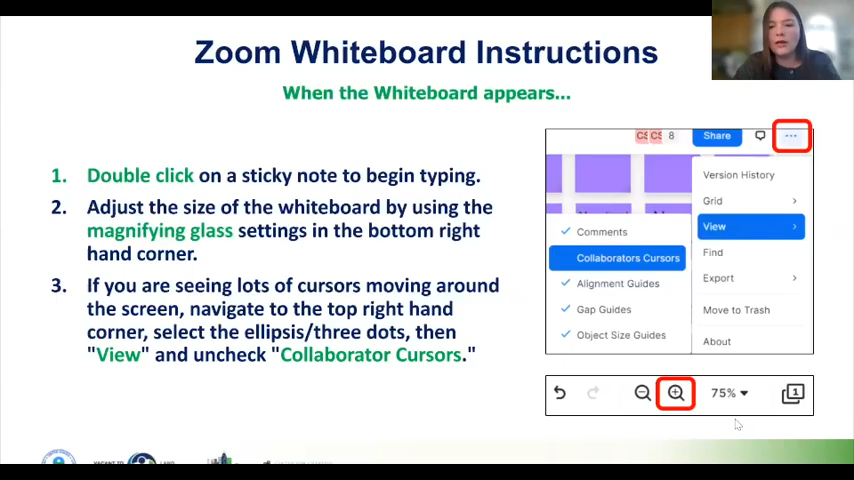 Zoom Whiteboard Instructions
When the Whiteboard appears...
1. Double click on a sticky note to begin typing.
2. Adjust the size of the whiteboard by using the
magnifying glass settings in the bottom right
hand corner.
3. If you are seeing lots of cursors moving around
the screen, navigate to the top right hand
corner, select the ellipsis/three dots, then
"View" and uncheck "Collaborator Cursors."
CS CS 8 Share ...
Version History
Grid
View
Find
Export
Move to Trash
About
Comments
Collaborators Cursors
Alignment Guides
Gap Guides
Object Size Guides
75% 1